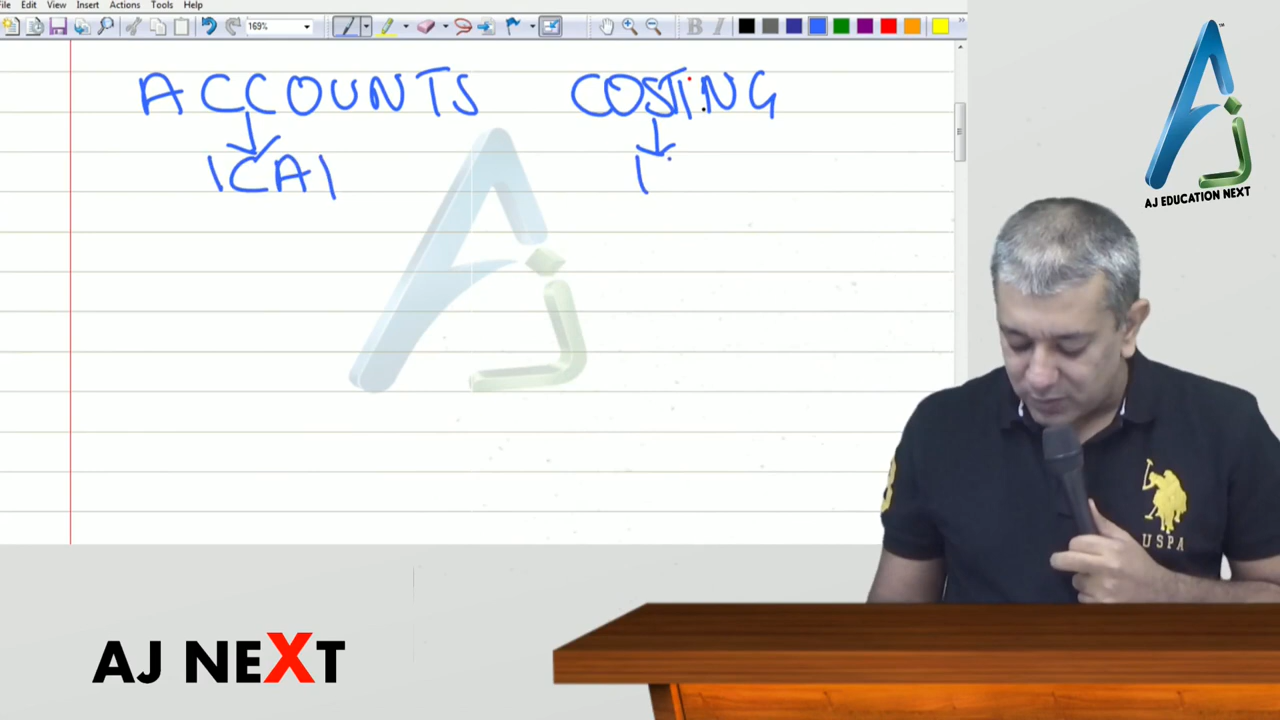 File Edit View Insert Actions Tools Help
169%
B I
ACCOUNTS COSTING
ICAI I
AJ EDUCATION NEXT
USPA
AJ NEXT